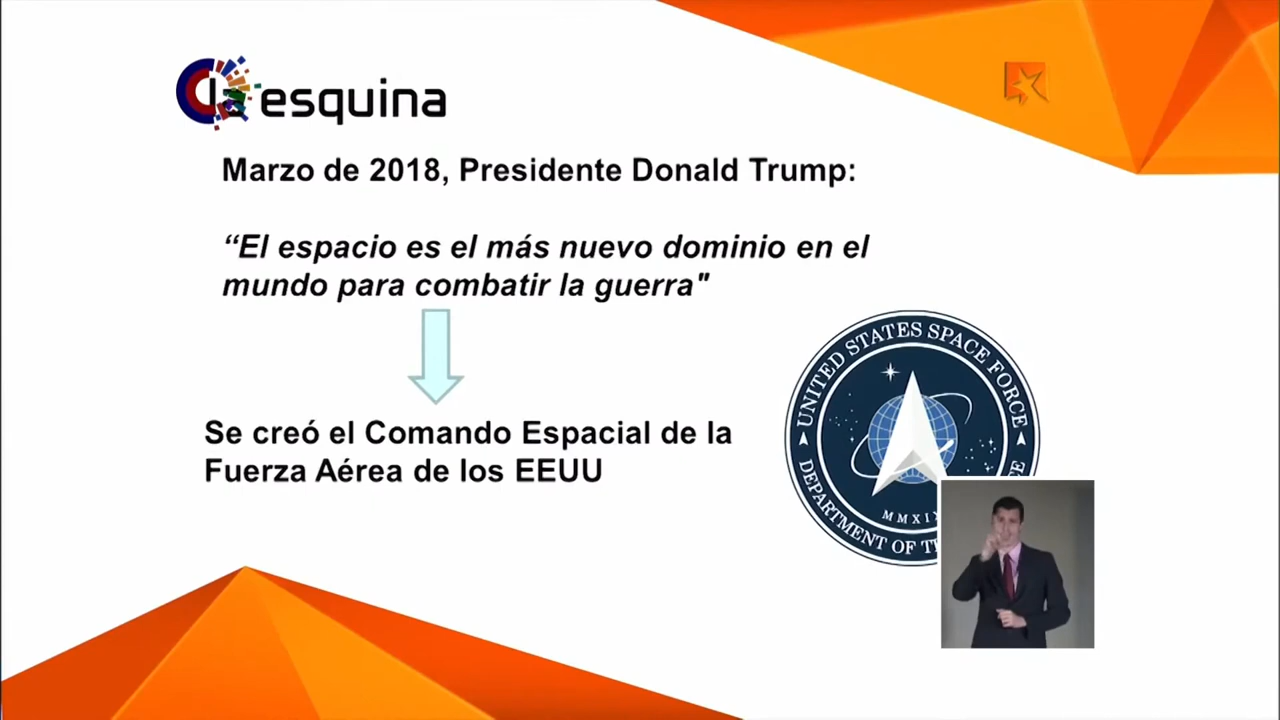 esquina
Marzo de 2018, Presidente Donald Trump:
“El espacio es el más nuevo dominio en el
mundo para combatir la guerra"
Se creó el Comando Espacial de la
Fuerza Aérea de los EEUU
UNITED STATES SPACE FORCE
DEPARTMENT OF
MMXIX